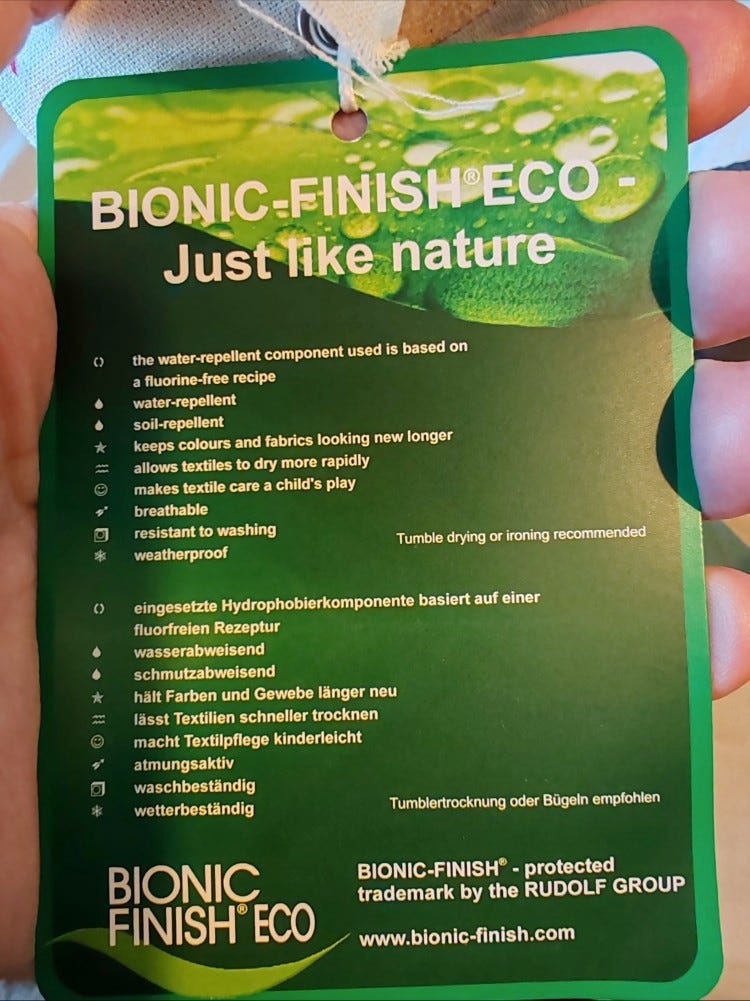 BIONIC-FINISH® ECO -
Just like nature
the water-repellent component used is based on
a fluorine-free recipe
water-repellent
soil-repellent
keeps colours and fabrics looking new longer
allows textiles to dry more rapidly
makes textile care a child's play
breathable
resistant to washing
Tumble drying or ironing recommended
weatherproof
eingesetzte Hydrophobierkomponente basiert auf einer
fluorfreien Rezeptur
wasserabweisend
schmutzabweisend
hält Farben und Gewebe länger neu
lässt Textilien schneller trocknen
macht Textilpflege kinderleicht
atmungsaktiv
waschbeständig
Tumblertrocknung oder Bügeln empfohlen
wetterbeständig
BIONIC
FINISH® ECO
BIONIC-FINISH® - protected
trademark by the RUDOLF GROUP
www.bionic-finish.com